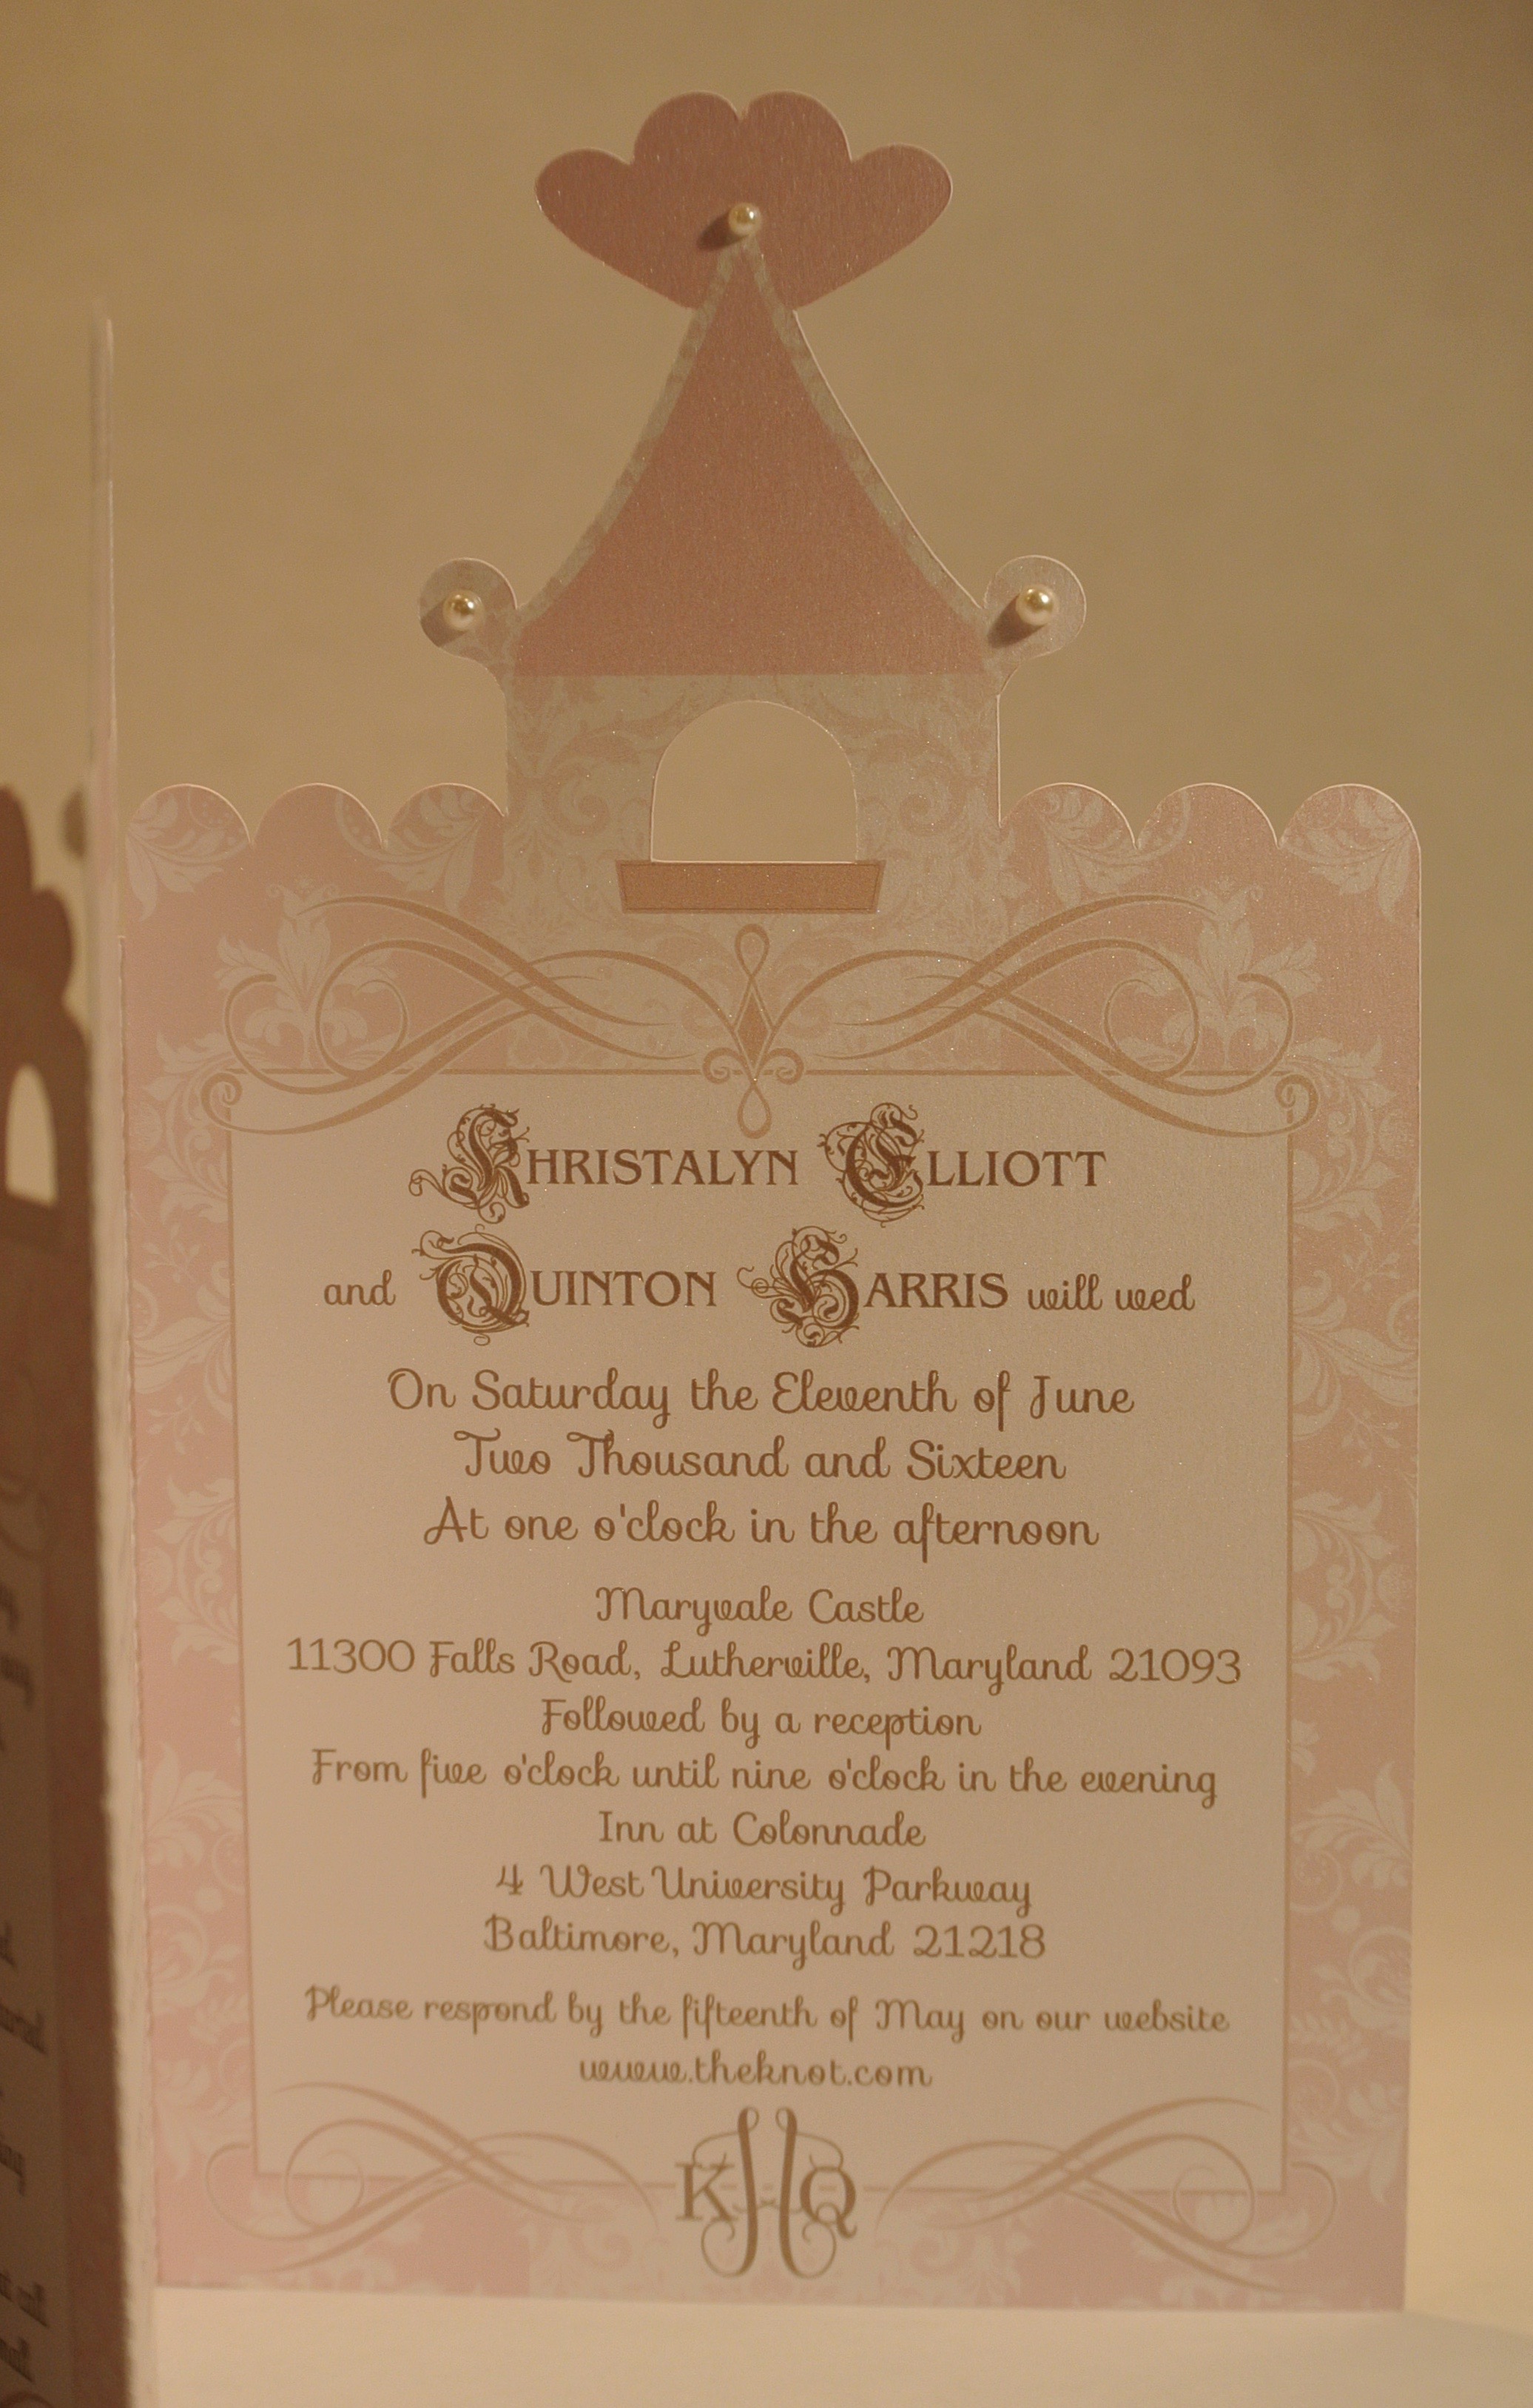 KHRISTALYN ELLIOTT
and QUINTON HARRIS will wed
On Saturday the Eleventh of June
Two Thousand and Sixteen
At one o'clock in the afternoon
Maryvale Castle
11300 Falls Road, Lutherville, Maryland 21093
Followed by a reception
From five o'clock until nine o'clock in the evening
Inn at Colonnade
4 West University Parkway
Baltimore, Maryland 21218
Please respond by the fifteenth of May on our website
www.theknot.com
KHQ